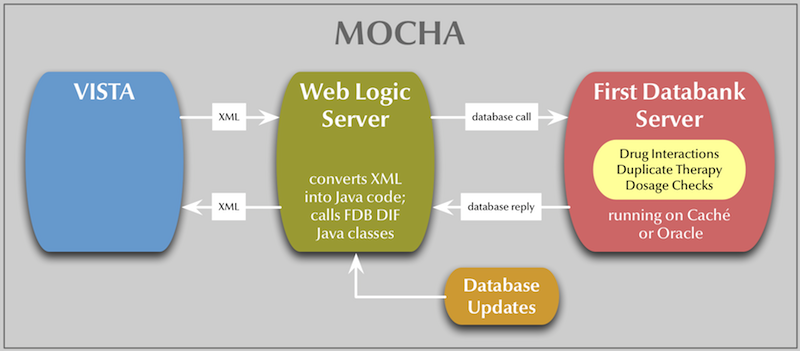 MOCHA
VISTA
XML
XML
Web Logic
Server
converts XML
into Java code;
calls FDB DIF
Java classes
database call
database reply
First Databank
Server
Drug Interactions
Duplicate Therapy
Dosage Checks
running on Caché
or Oracle
Database
Updates